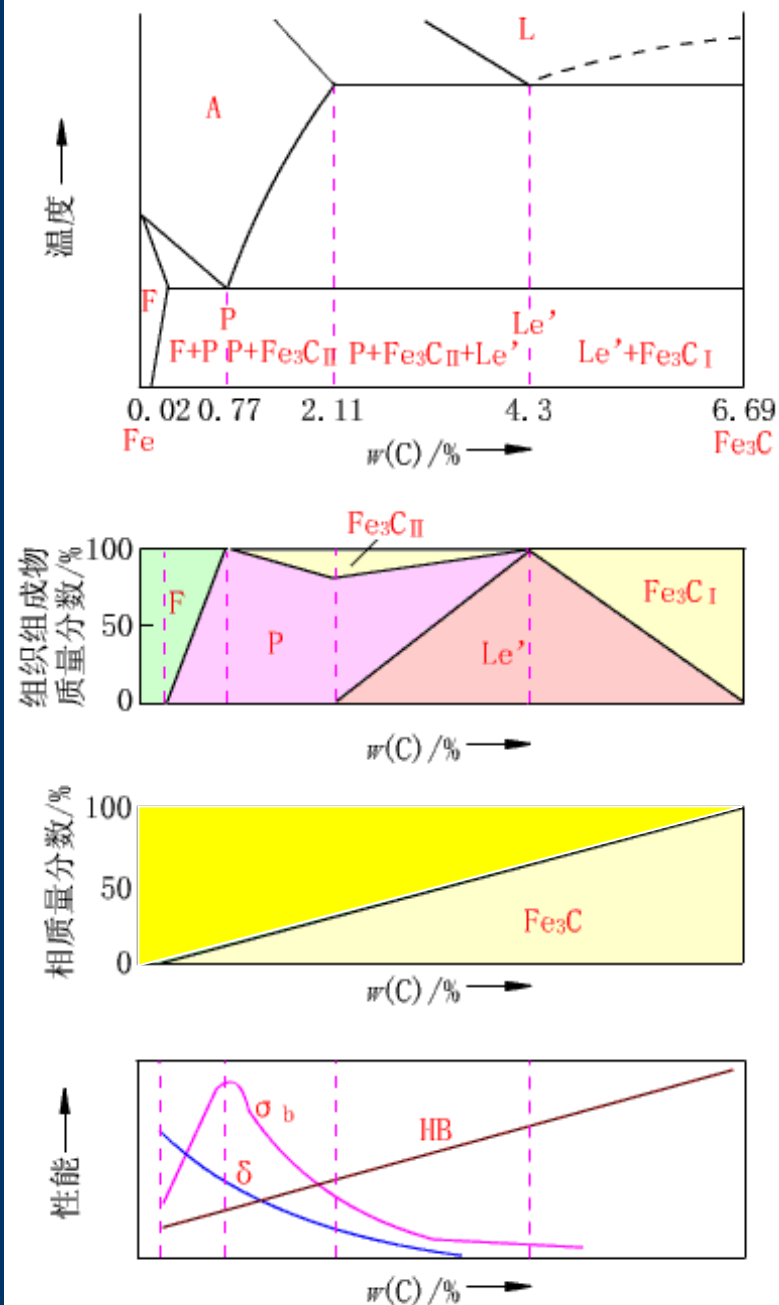 L
A
温度
F
P
Le’
F+P P+Fe₃CⅡ P+Fe₃CⅡ+Le’ Le’+Fe₃CⅠ
0.02 0.77 2.11 4.3 6.69
Fe Fe₃C
w(C)/%
Fe₃CⅡ
组织组成物
质量分数/%
100
50
0
F
P
Le’
Fe₃CⅠ
w(C)/%
相质量分数/%
100
50
0
Fe₃C
w(C)/%
性能
σb
HB
δ
w(C)/%